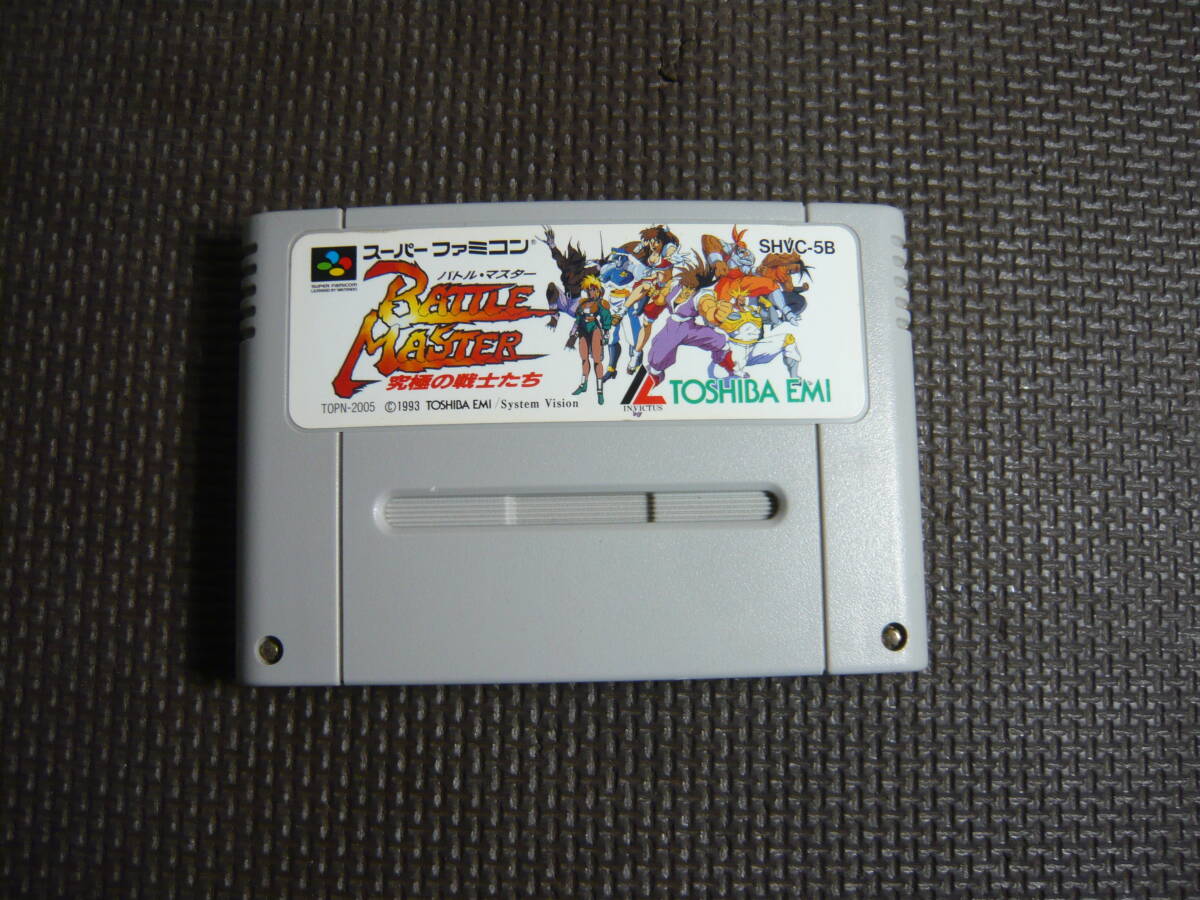 スーパー ファミコン®
SHVC-5B
SUPER FAMICOM
LICENSED BY NINTENDO
バトル・マスター
BATTLE
MASTER
究極の戦士たち
INVICTUS
by
TOSHIBA EMI
TOPN-2005 ©1993 TOSHIBA EMI / System Vision